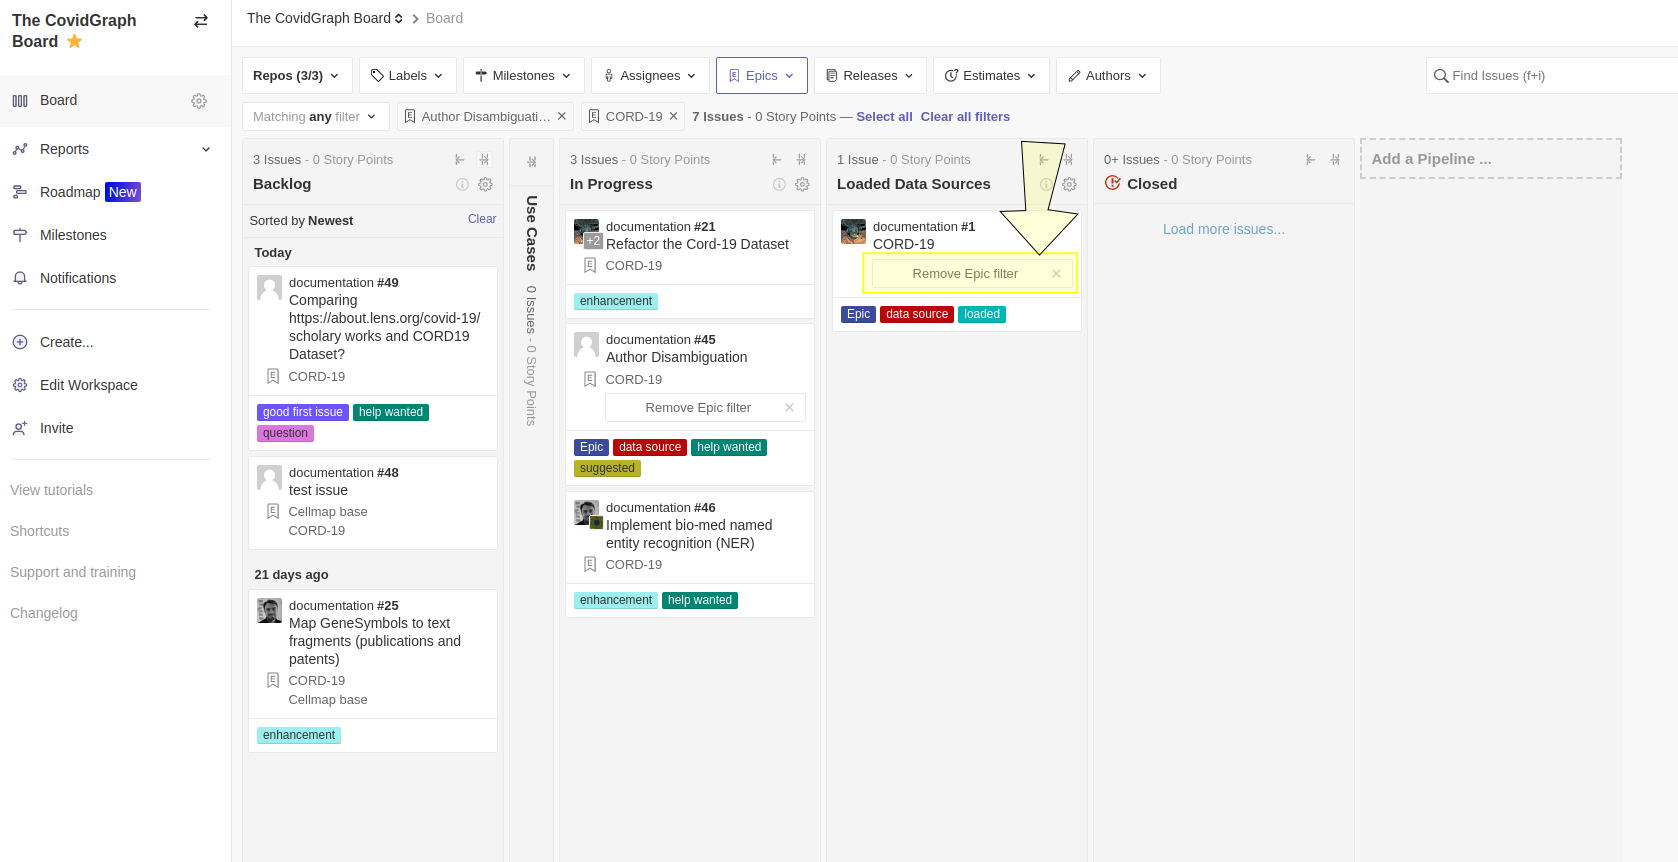 The CovidGraph
Board
Board
Reports
Roadmap New
Milestones
Notifications
Create...
Edit Workspace
Invite
View tutorials
Shortcuts
Support and training
Changelog
The CovidGraph Board Board
Repos (3/3) Labels Milestones Assignees Epics Releases Estimates Authors Find Issues (f+i)
Matching any filter Author Disambiguati... × CORD-19 × 7 Issues - 0 Story Points — Select all Clear all filters
3 Issues - 0 Story Points
Backlog
Sorted by Newest Clear
Today
documentation #49
Comparing
https://about.lens.org/covid-19/
scholary works and CORD19
Dataset?
CORD-19
good first issue help wanted
question
documentation #48
test issue
Cellmap base
CORD-19
21 days ago
documentation #25
Map GeneSymbols to text
fragments (publications and
patents)
CORD-19
Cellmap base
enhancement
Use Cases 0 Issues - 0 Story Points
3 Issues - 0 Story Points
In Progress
documentation #21
+2 Refactor the Cord-19 Dataset
CORD-19
enhancement
documentation #45
Author Disambiguation
CORD-19
Remove Epic filter ×
Epic data source help wanted
suggested
documentation #46
Implement bio-med named
entity recognition (NER)
CORD-19
enhancement help wanted
1 Issue - 0 Story Points
Loaded Data Sources
documentation #1
CORD-19
Remove Epic filter ×
Epic data source loaded
0+ Issues - 0 Story Points
Closed
Load more issues...
Add a Pipeline ...